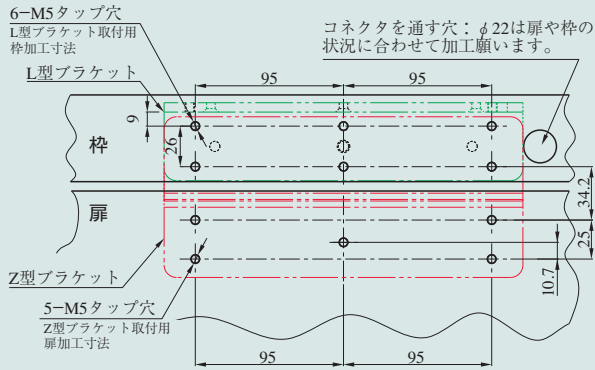 6−M5タップ穴
L型ブラケット取付用
枠加工寸法
コネクタを通す穴：φ22は扉や枠の
状況に合わせて加工願います。
L型ブラケット
95
95
9
枠
26
34.2
扉
25
10.7
Z型ブラケット
5−M5タップ穴
Z型ブラケット取付用
扉加工寸法
95
95